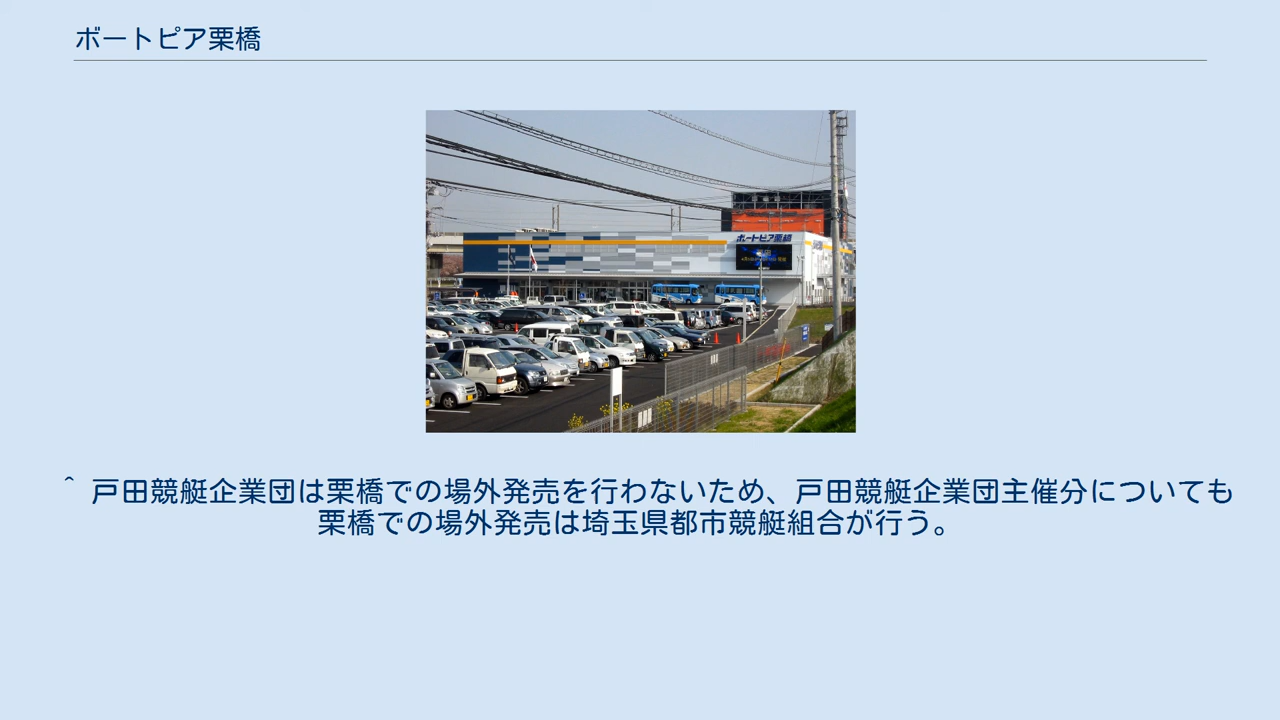 ボートピア栗橋
ボートピア栗橋
^ 戸田競艇企業団は栗橋での場外発売を行わないため、戸田競艇企業団主催分についても
栗橋での場外発売は埼玉県都市競艇組合が行う。